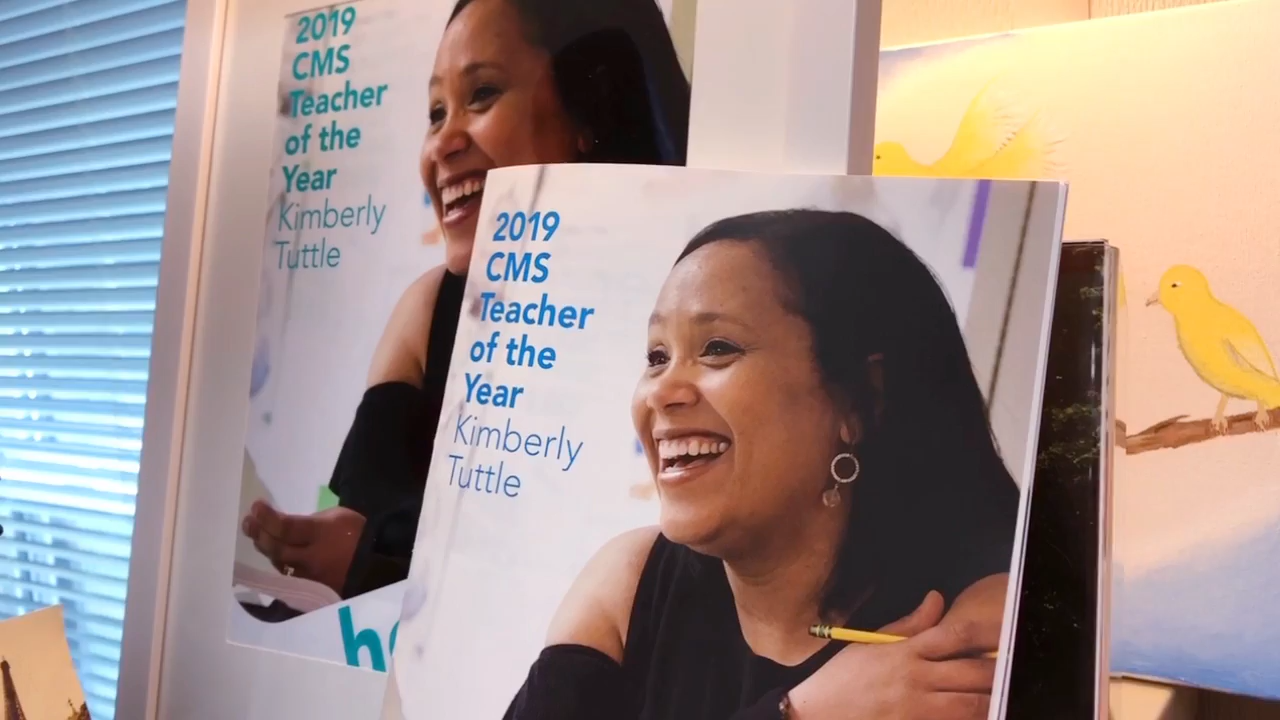 2019
CMS
Teacher
of the
Year
Kimberly
Tuttle
2019
CMS
Teacher
of the
Year
Kimberly
Tuttle